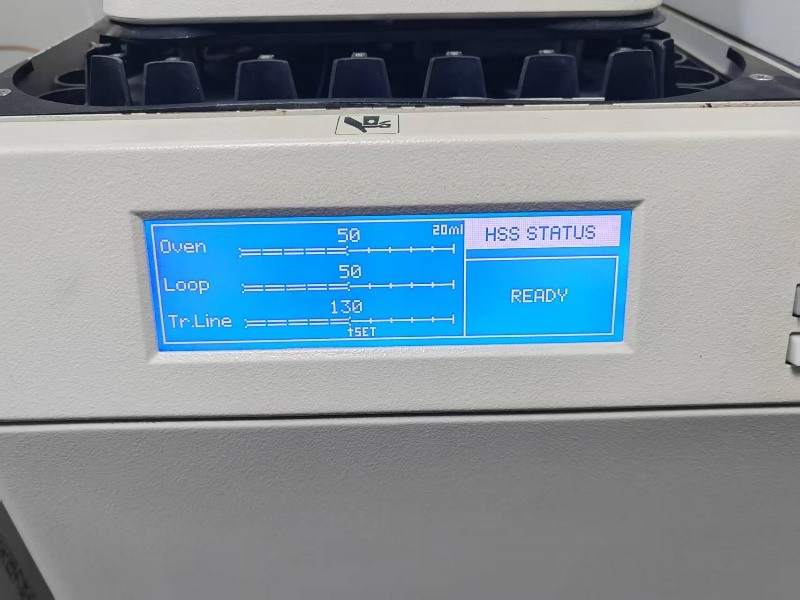 50 20ml
Oven
50
Loop
130
Tr.Line
↑SET
HSS STATUS
READY